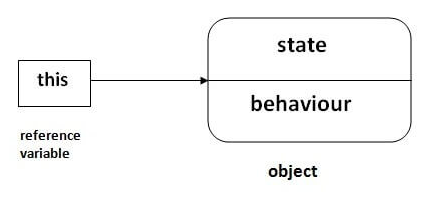 this
reference
variable
state
behaviour
object